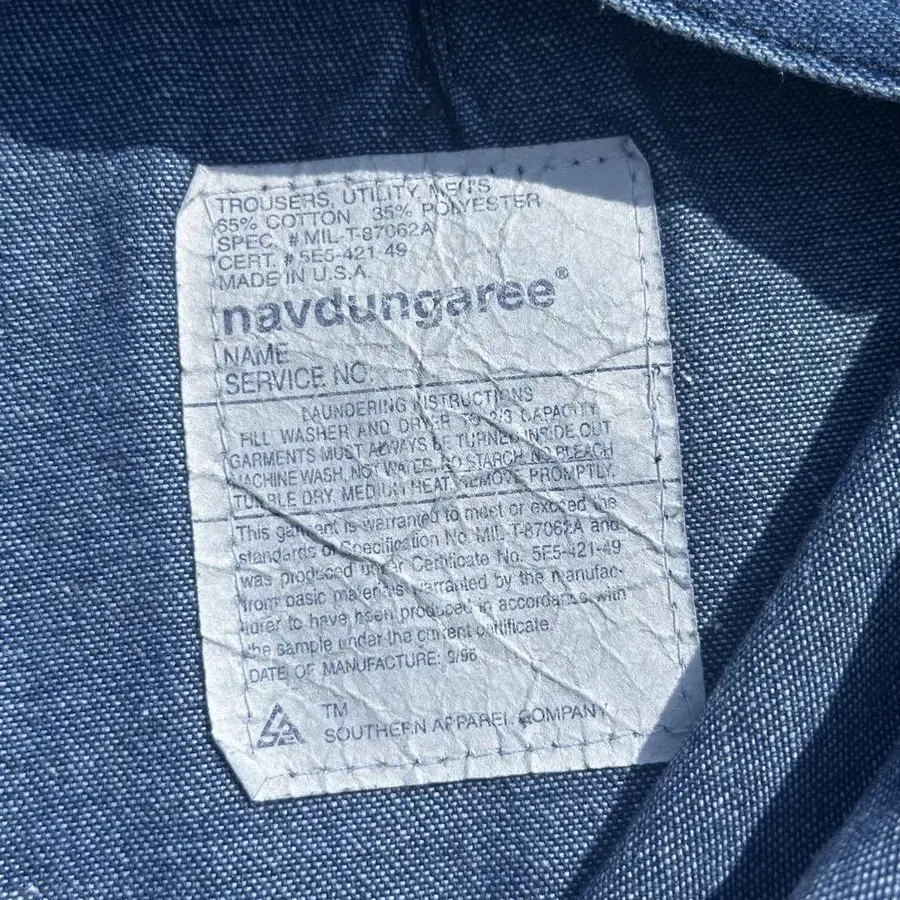 TROUSERS, UTILITY, MEN'S
65% COTTON 35% POLYESTER
SPEC. # MIL-T-87062A
CERT. # 5E5-421-49
MADE IN U.S.A.
navdungaree®
NAME
SERVICE NO.
LAUNDERING INSTRUCTIONS
FILL WASHER AND DRYER TO 2/3 CAPACITY
GARMENTS MUST ALWAYS BE TURNED INSIDE OUT
MACHINE WASH, HOT WATER, NO STARCH, NO BLEACH
TUMBLE DRY, MEDIUM HEAT, REMOVE PROMPTLY.
This garment is warranted to meet or exceed the
standards of Specification No. MIL-T-87062A and
was produced under Certificate No. 5E5-421-49
from basic materials warranted by the manufac-
turer to have been produced in accordance with
the sample under the current certificate.
DATE OF MANUFACTURE: 9/96
TM
SOUTHERN APPAREL COMPANY